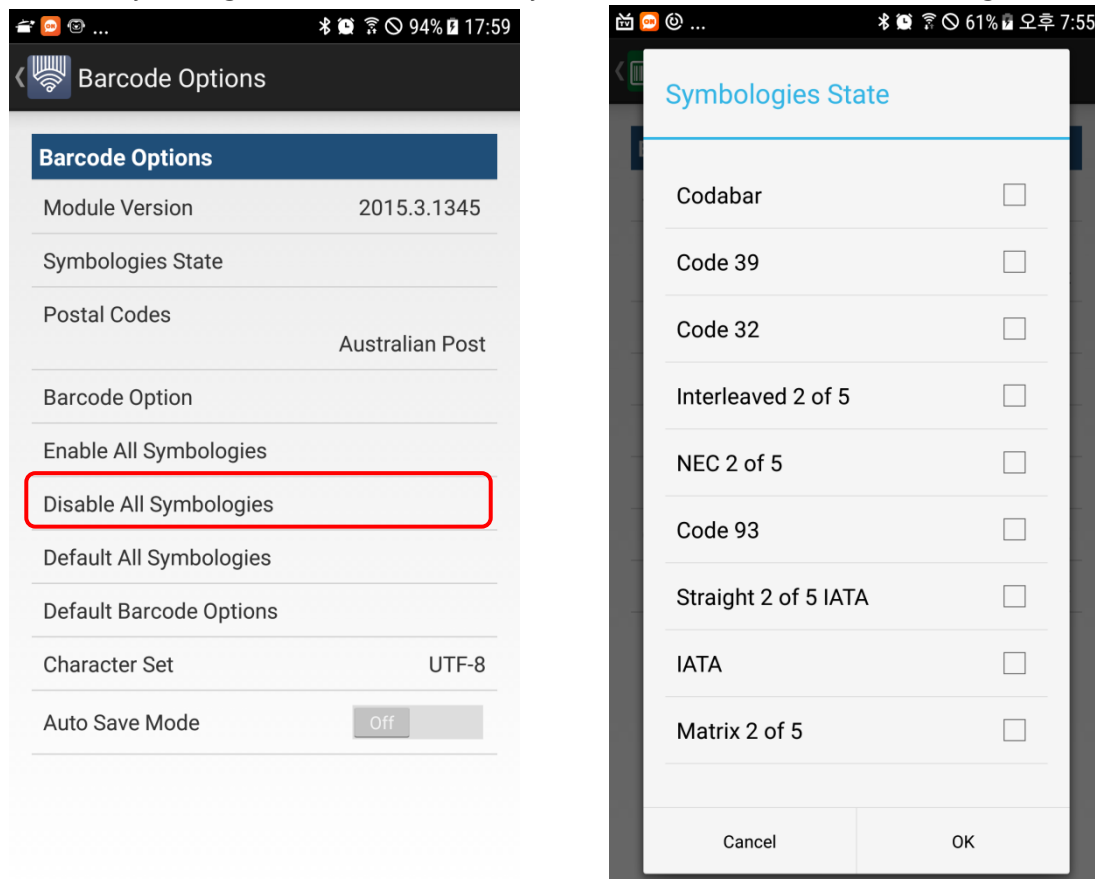 ... 94% 17:59
Barcode Options
Barcode Options
Module Version 2015.3.1345
Symbologies State
Postal Codes
Australian Post
Barcode Option
Enable All Symbologies
Disable All Symbologies
Default All Symbologies
Default Barcode Options
Character Set UTF-8
Auto Save Mode Off
... 61% 오후 7:55
Symbologies State
Codabar
Code 39
Code 32
Interleaved 2 of 5
NEC 2 of 5
Code 93
Straight 2 of 5 IATA
IATA
Matrix 2 of 5
Cancel OK